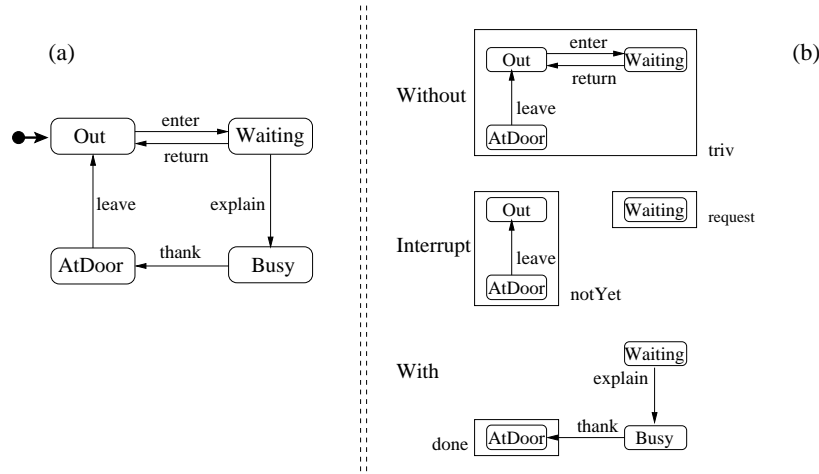 (a)
enter
Out
Waiting
return
leave
explain
thank
AtDoor
Busy
(b)
enter
Out
Waiting
return
Without
leave
AtDoor
triv
Out
Waiting
request
Interrupt
leave
AtDoor
notYet
Waiting
With
explain
thank
done
AtDoor
Busy